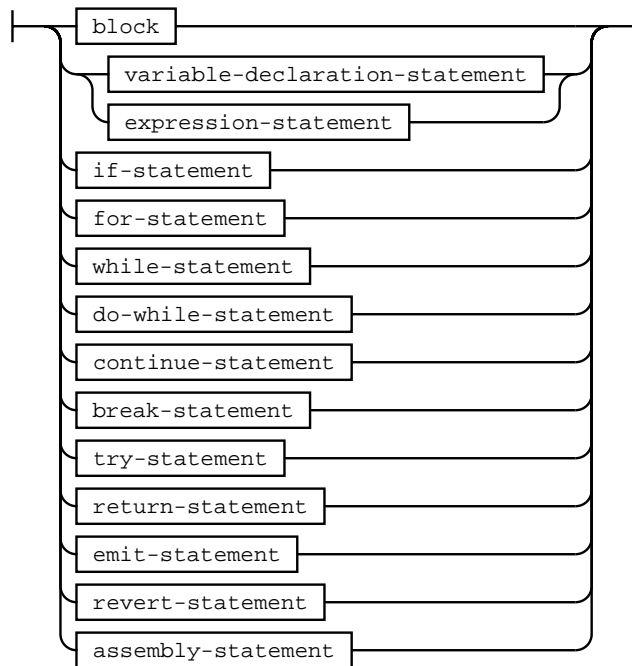 block
variable-declaration-statement
expression-statement
if-statement
for-statement
while-statement
do-while-statement
continue-statement
break-statement
try-statement
return-statement
emit-statement
revert-statement
assembly-statement